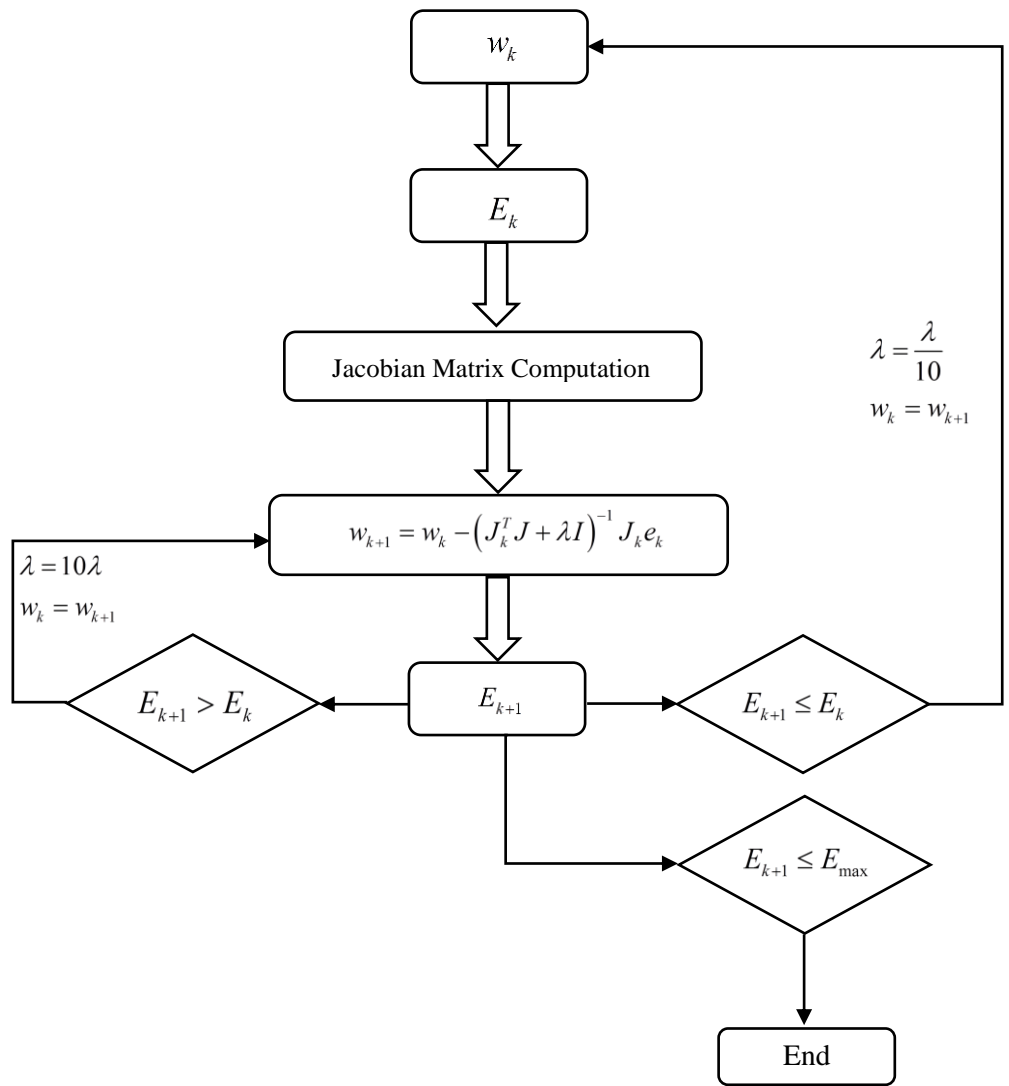 w_k
E_k
Jacobian Matrix Computation
λ = λ/10
w_k = w_{k+1}
w_{k+1} = w_k − (J_k^T J + λI)^{−1} J_k e_k
λ = 10λ
w_k = w_{k+1}
E_{k+1} > E_k
E_{k+1}
E_{k+1} ≤ E_k
E_{k+1} ≤ E_max
End